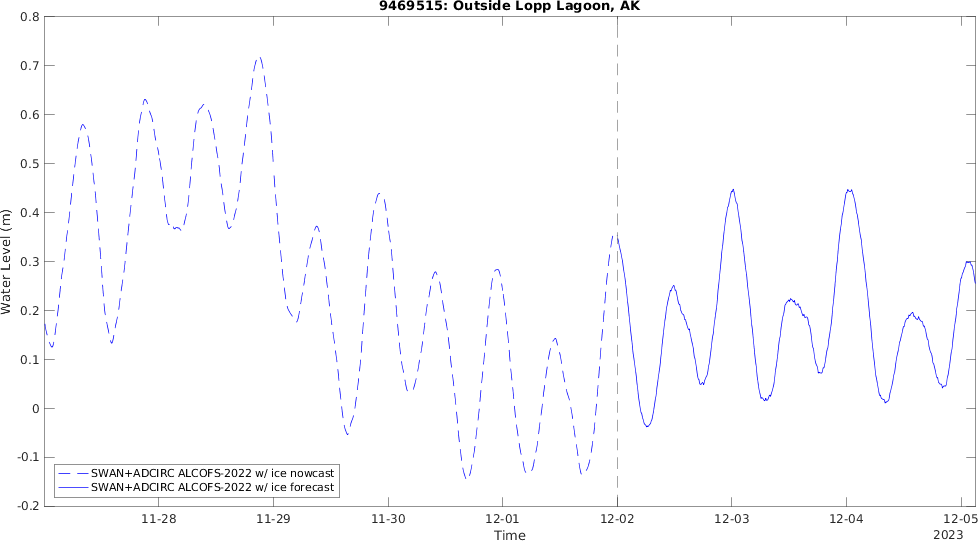 9469515: Outside Lopp Lagoon, AK
0.8
0.7
0.6
0.5
0.4
0.3
0.2
0.1
0
-0.1
-0.2
Water Level (m)
SWAN+ADCIRC ALCOFS-2022 w/ ice nowcast
SWAN+ADCIRC ALCOFS-2022 w/ ice forecast
11-28 11-29 11-30 12-01 12-02 12-03 12-04 12-05
Time
2023